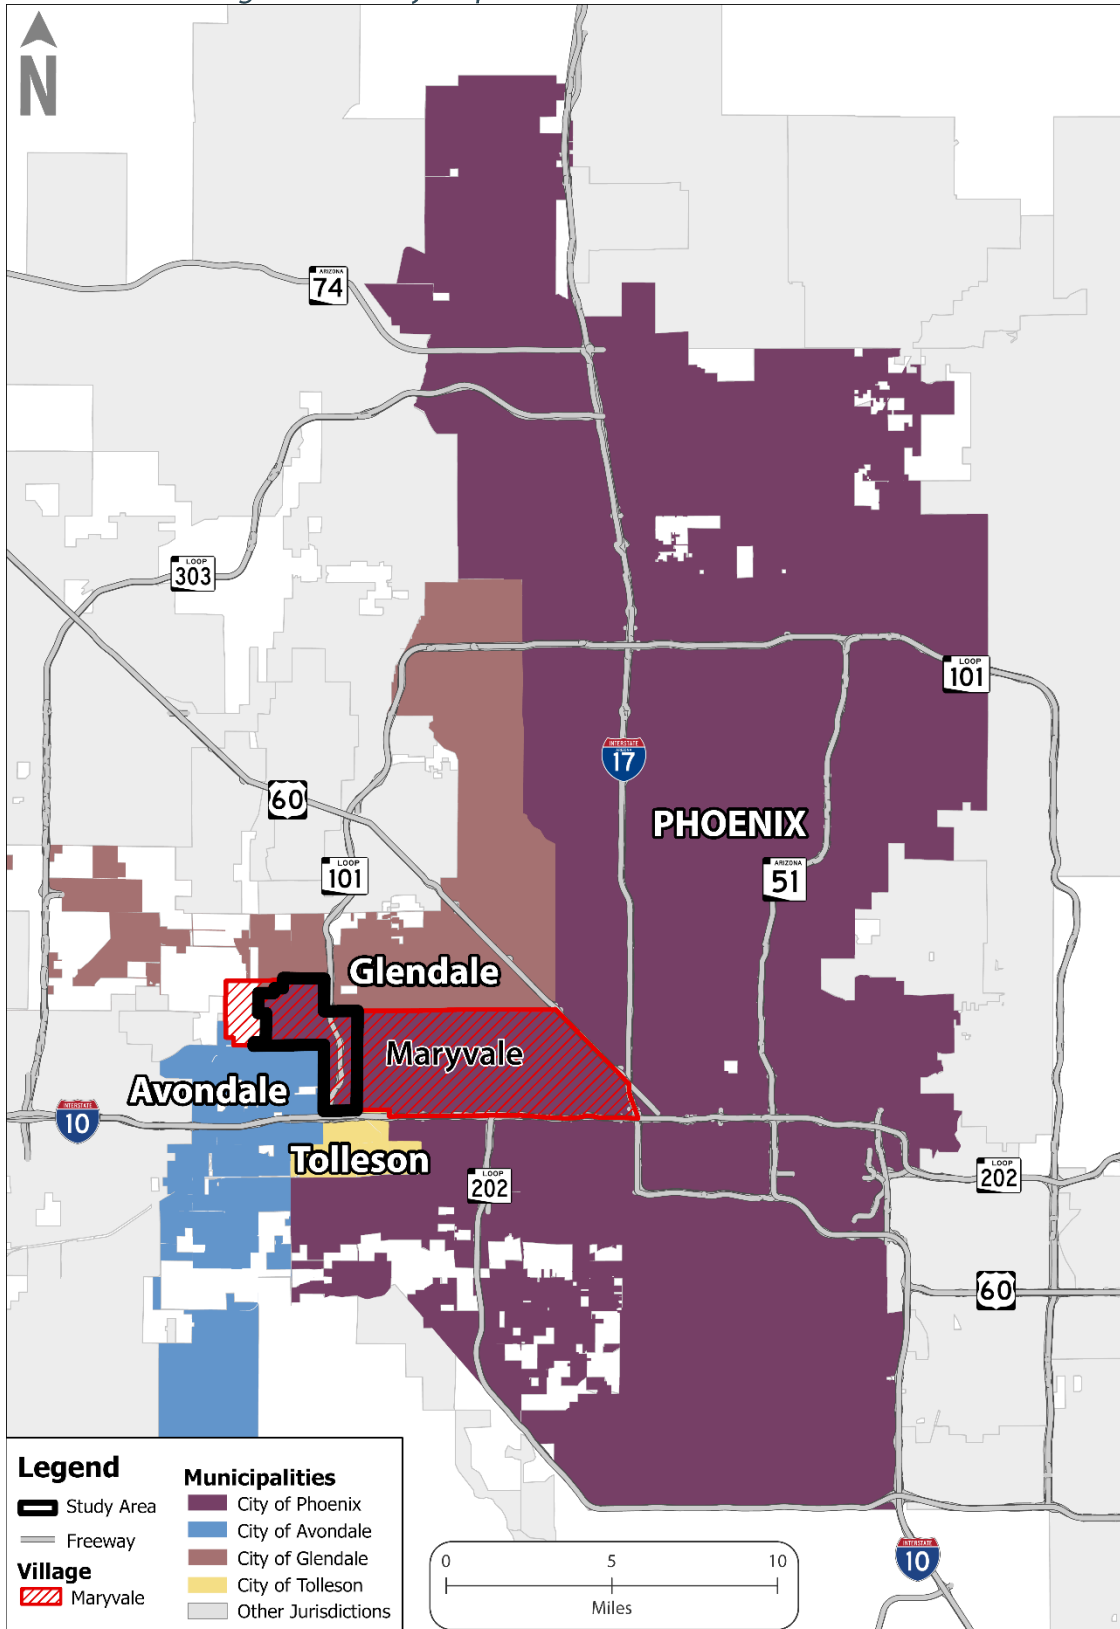 N
ARIZONA
74
LOOP
303
LOOP
101
INTERSTATE
17
60
PHOENIX
LOOP
101
ARIZONA
51
Glendale
Maryvale
Avondale
INTERSTATE
10
Tolleson
LOOP
202
LOOP
202
60
INTERSTATE
10
Legend
Study Area
Freeway
Village
Maryvale
Municipalities
City of Phoenix
City of Avondale
City of Glendale
City of Tolleson
Other Jurisdictions
0 5 10
Miles